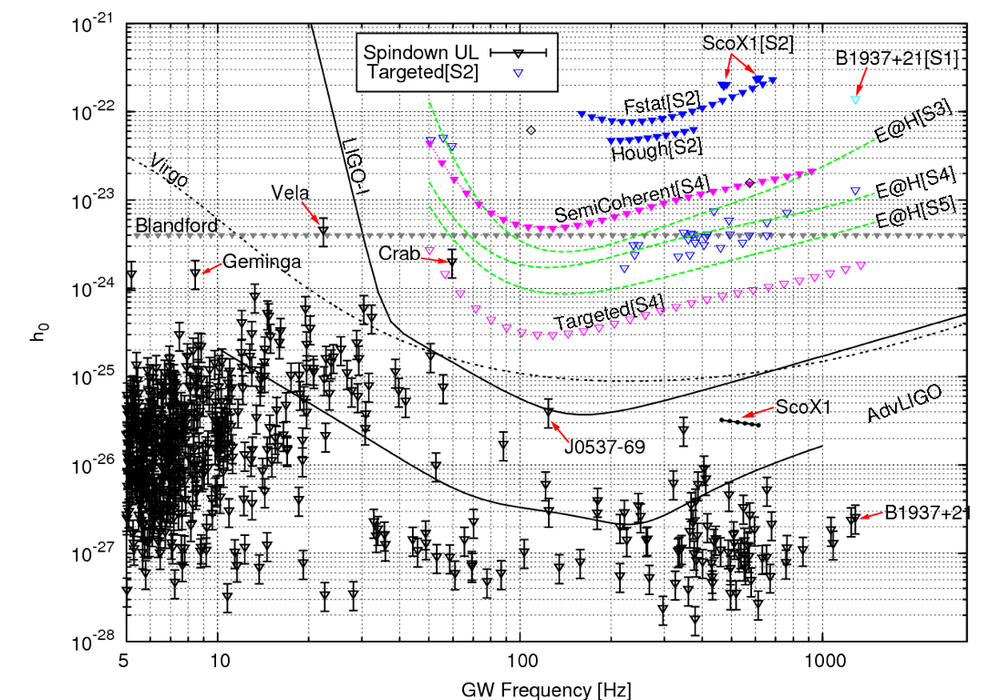 10^-21
Spindown UL
Targeted[S2]
ScoX1[S2]
B1937+21[S1]
10^-22
Fstat[S2]
E@H[S3]
LIGO-I
Hough[S2]
Virgo
SemiCoherent[S4]
E@H[S4]
10^-23
Vela
E@H[S5]
Blandford
Crab
Geminga
10^-24
Targeted[S4]
h₀
10^-25
ScoX1
AdvLIGO
J0537-69
10^-26
B1937+21
10^-27
10^-28
5 10 100 1000
GW Frequency [Hz]